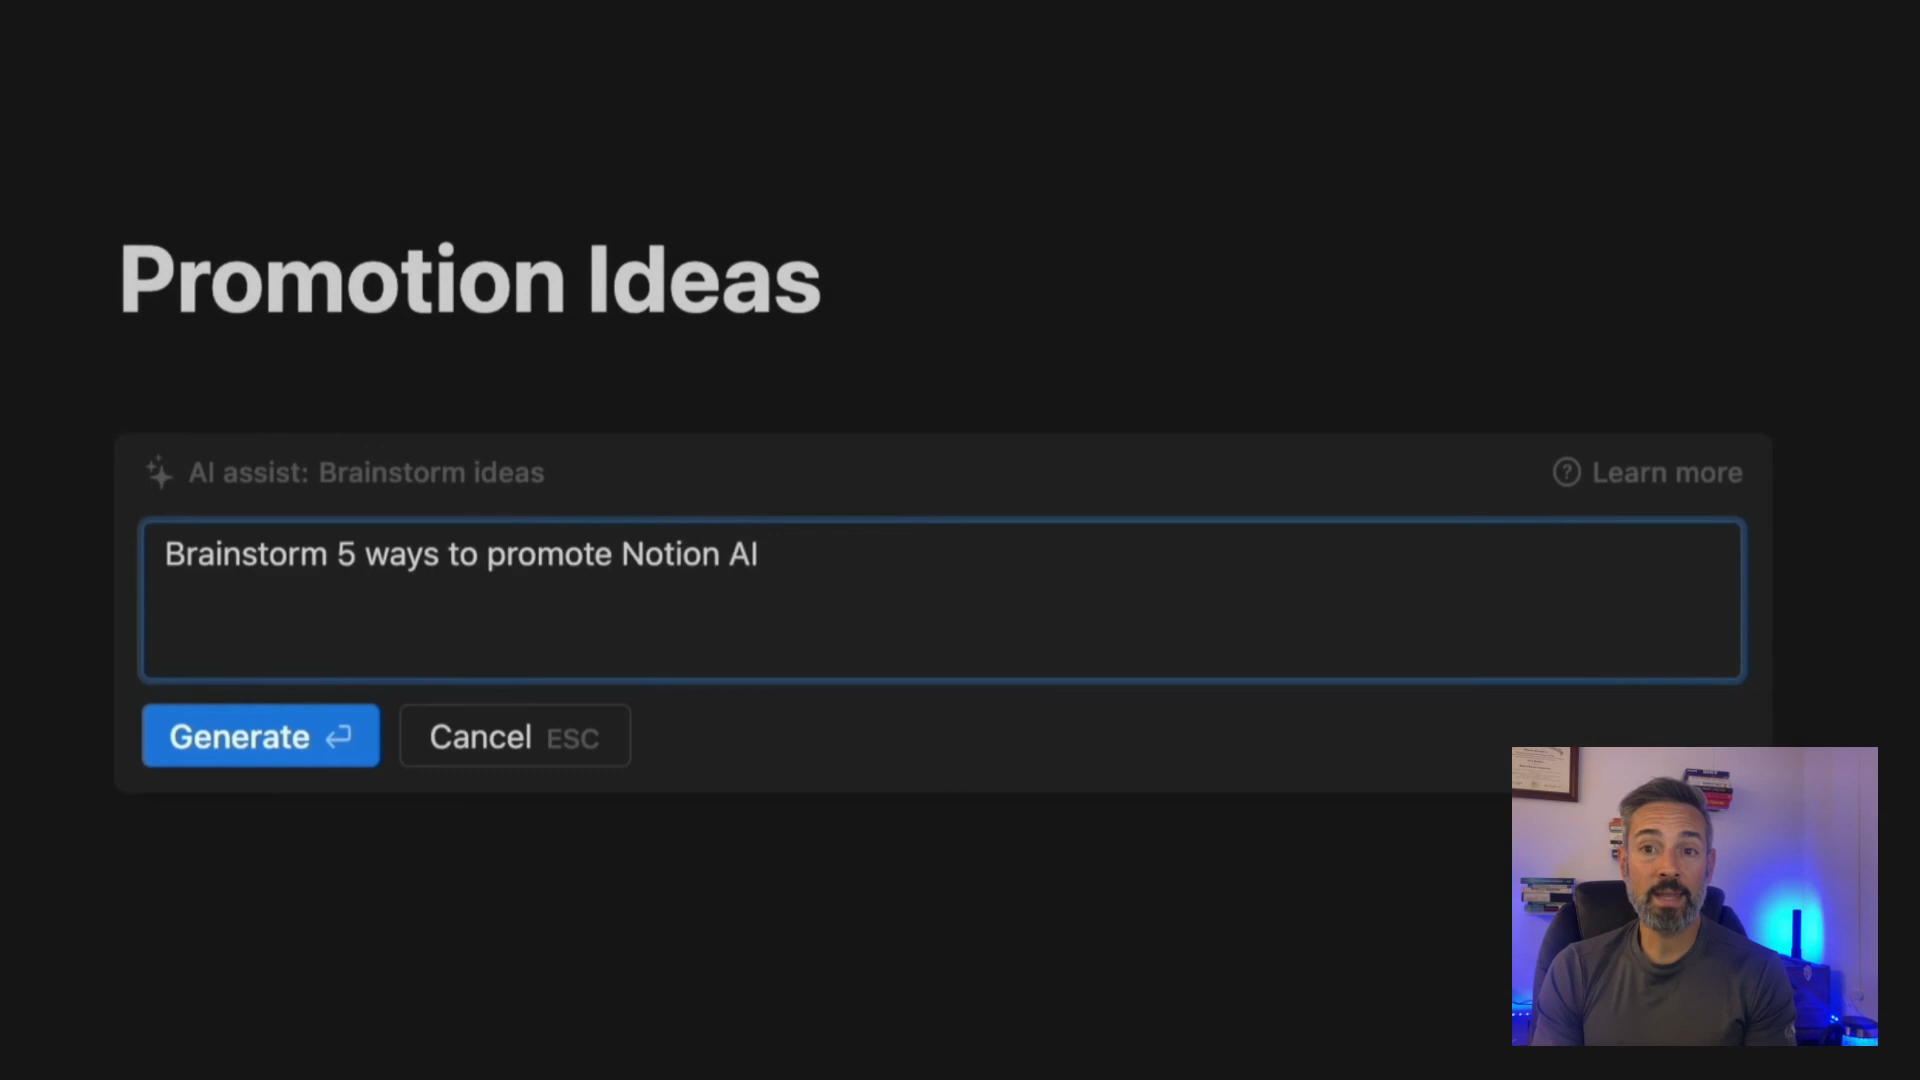 Promotion Ideas
AI assist: Brainstorm ideas
? Learn more
Brainstorm 5 ways to promote Notion AI
Generate
Cancel ESC